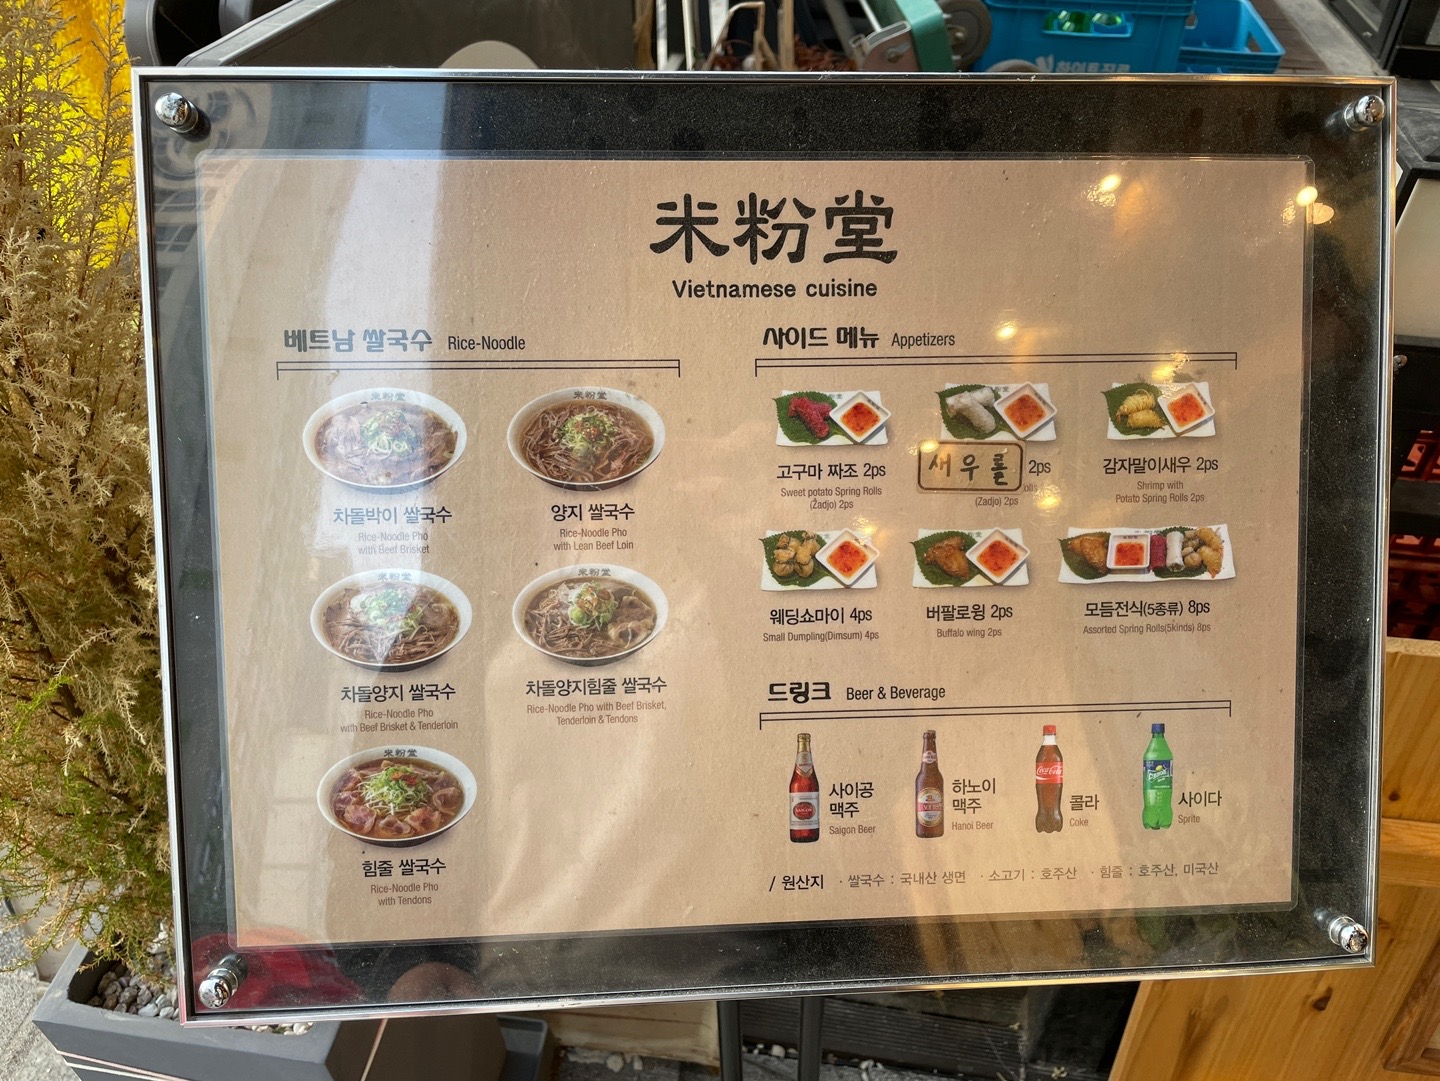 米粉堂
Vietnamese cuisine
베트남 쌀국수 Rice-Noodle
차돌박이 쌀국수
Rice-Noodle Pho
with Beef Brisket
양지 쌀국수
Rice-Noodle Pho
with Lean Beef Loin
차돌양지 쌀국수
Rice-Noodle Pho
with Beef Brisket & Tenderloin
차돌양지힘줄 쌀국수
Rice-Noodle Pho with Beef Brisket,
Tenderloin & Tendons
힘줄 쌀국수
Rice-Noodle Pho
with Tendons
사이드 메뉴 Appetizers
고구마 짜조 2ps
Sweet potato Spring Rolls
(Zadjo) 2ps
새우롤 2ps
(Zadjo) 2ps
감자말이새우 2ps
Shrimp with
Potato Spring Rolls 2ps
웨딩쇼마이 4ps
Small Dumpling(Dimsum) 4ps
버팔로윙 2ps
Buffalo wing 2ps
모듬전식(5종류) 8ps
Assorted Spring Rolls(5kinds) 8ps
드링크 Beer & Beverage
사이공
맥주
Saigon Beer
하노이
맥주
Hanoi Beer
콜라
Coke
사이다
Sprite
/ 원산지 · 쌀국수 : 국내산 생면 · 소고기 : 호주산 · 힘줄 : 호주산, 미국산